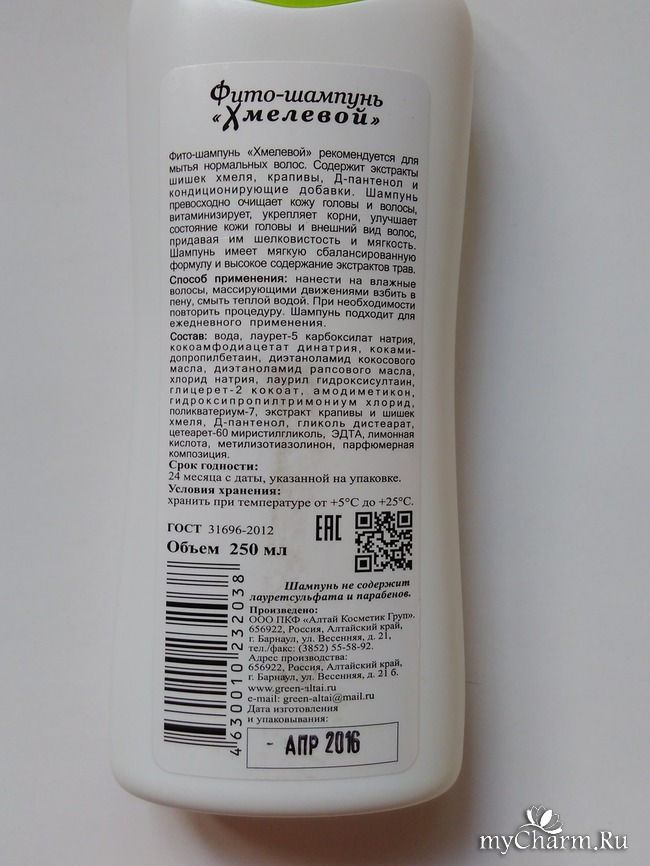 Фито-шампунь
«Хмелевой»
Фито-шампунь «Хмелевой» рекомендуется для
мытья нормальных волос. Содержит экстракты
шишек хмеля, крапивы, Д-пантенол и
кондиционирующие добавки. Шампунь
превосходно очищает кожу головы и волосы,
витаминизирует, укрепляет корни, улучшает
состояние кожи головы и внешний вид волос,
придавая им шелковистость и мягкость.
Шампунь имеет мягкую сбалансированную
формулу и высокое содержание экстрактов трав.
Способ применения: нанести на влажные
волосы, массирующими движениями взбить в
пену, смыть теплой водой. При необходимости
повторить процедуру. Шампунь подходит для
ежедневного применения.
Состав: вода, лаурет-5 карбоксилат натрия,
кокоамфодиацетат динатрия, коками-
допропилбетаин, диэтаноламид кокосового
масла, диэтаноламид рапсового масла,
хлорид натрия, лаурил гидроксисултаин,
глицерет-2 кокоат, амодиметикон,
гидроксипропилтримониум хлорид,
поликватериум-7, экстракт крапивы и шишек
хмеля, Д-пантенол, гликоль дистеарат,
цетеарет-60 миристилгликоль, ЭДТА, лимонная
кислота, метилизотиазолинон, парфюмерная
композиция.
Срок годности:
24 месяца с даты, указанной на упаковке.
Условия хранения:
хранить при температуре от +5°С до +25°С.
ГОСТ 31696-2012
ЕАС
Объем 250 мл
Шампунь не содержит
лауретсульфата и парабенов.
Произведено:
ООО ПКФ «Алтай Косметик Груп».
656922, Россия, Алтайский край,
г. Барнаул, ул. Весенняя, д. 21,
тел./факс: (3852) 55-58-92.
Адрес производства:
656922, Россия, Алтайский край,
г. Барнаул, ул. Весенняя, д. 21 б.
www.green-altai.ru
e-mail: green-altai@mail.ru
Дата изготовления
и упаковывания:
- АПР 2016
4630010232038
myCharm.Ru